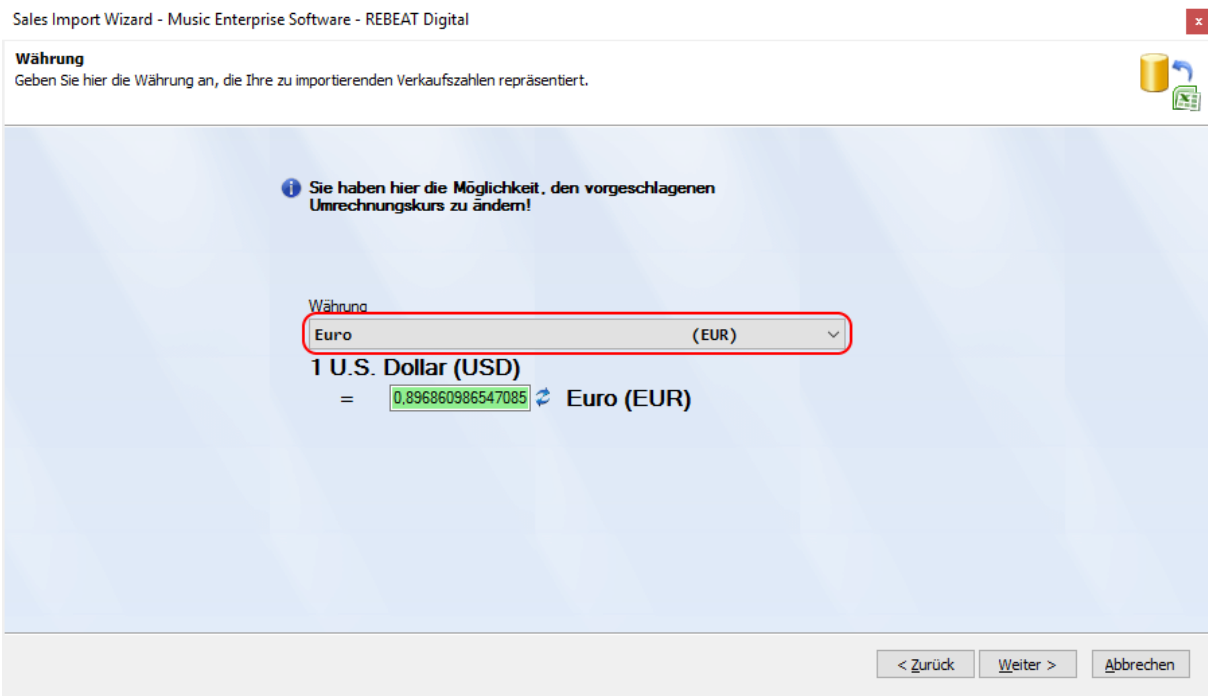 Sales Import Wizard - Music Enterprise Software - REBEAT Digital
x
Währung
Geben Sie hier die Währung an, die Ihre zu importierenden Verkaufszahlen repräsentiert.
Sie haben hier die Möglichkeit, den vorgeschlagenen
Umrechnungskurs zu ändern!
Währung
Euro (EUR)
1 U.S. Dollar (USD)
= 0,896860986547085 Euro (EUR)
< Zurück Weiter > Abbrechen